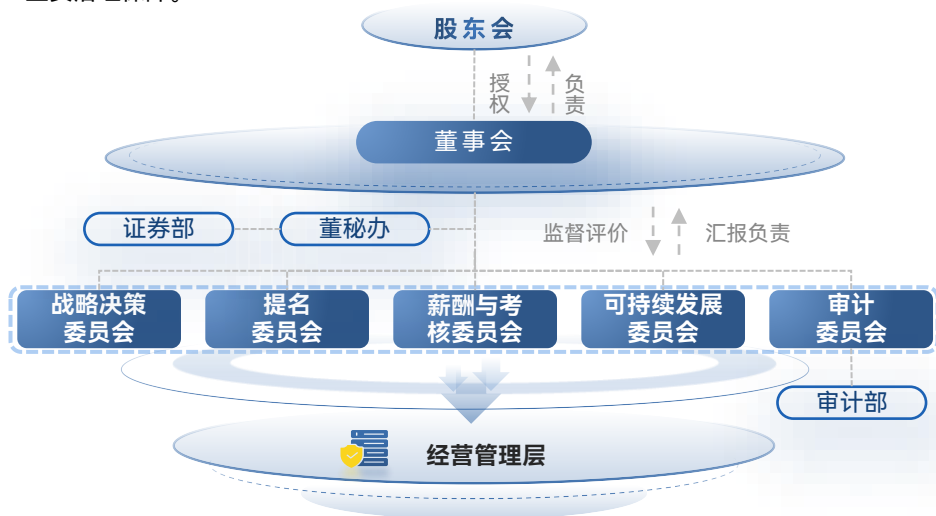 股东会
授权
负责
董事会
证券部
董秘办
监督评价
汇报负责
战略决策
委员会
提名
委员会
薪酬与考
核委员会
可持续发展
委员会
审计
委员会
审计部
经营管理层